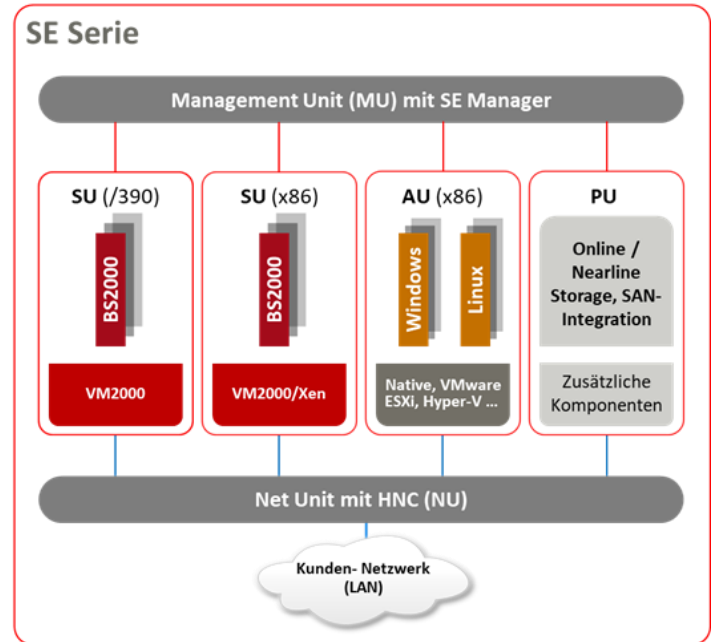 SE Serie
Management Unit (MU) mit SE Manager
SU (/390)
BS2000
VM2000
SU (x86)
BS2000
VM2000/Xen
AU (x86)
Windows
Linux
Native, VMware
ESXi, Hyper-V ...
PU
Online /
Nearline
Storage, SAN-
Integration
Zusätzliche
Komponenten
Net Unit mit HNC (NU)
Kunden- Netzwerk
(LAN)